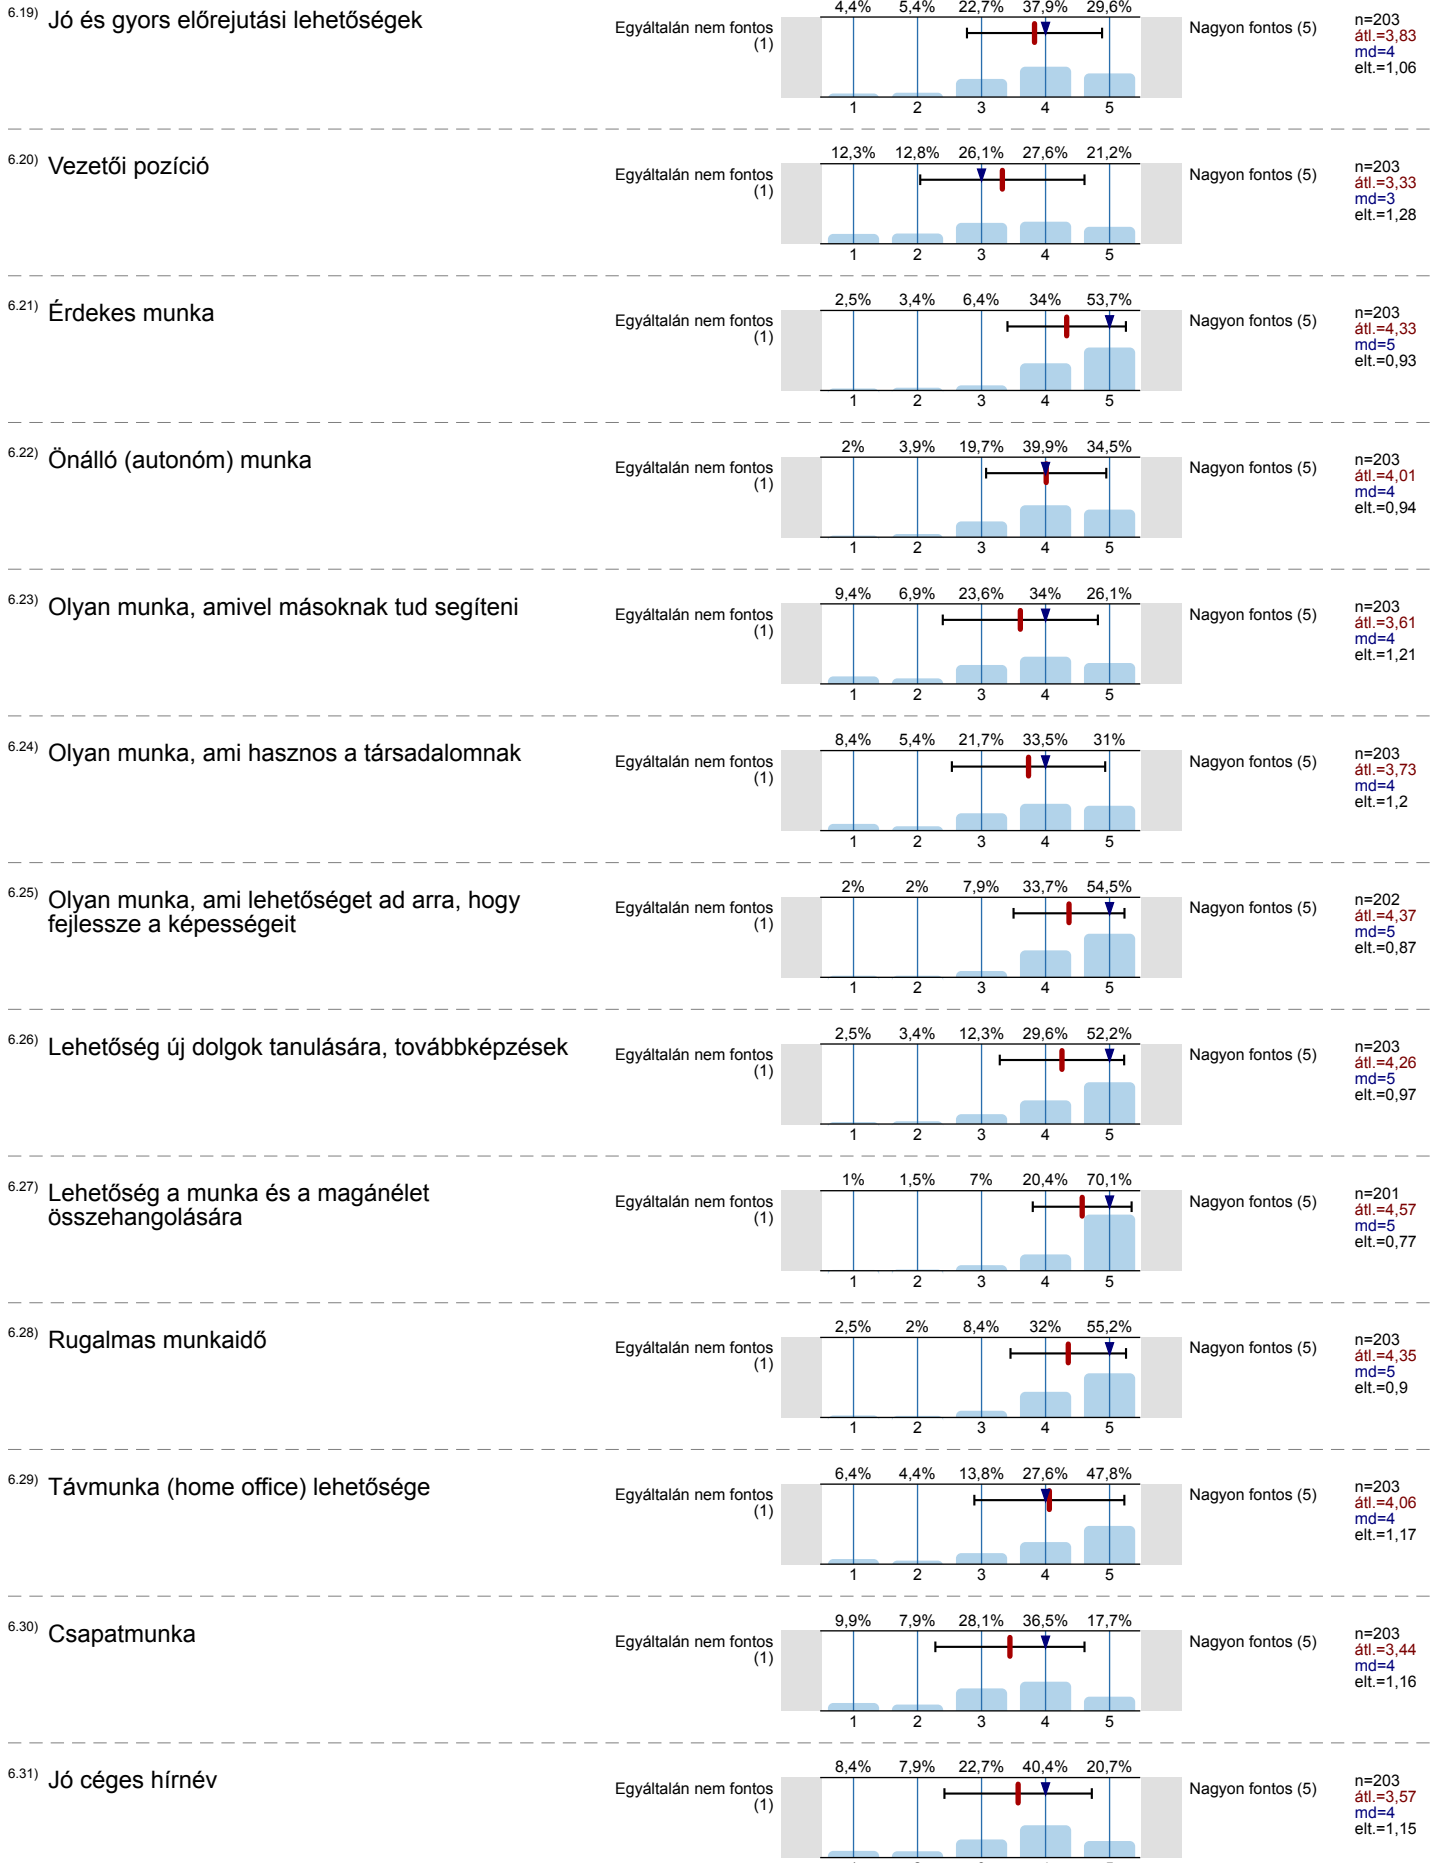 6.19) Jó és gyors előrejutási lehetőségek
Egyáltalán nem fontos
(1)
4,4% 5,4% 22,7% 37,9% 29,6%
1 2 3 4 5
Nagyon fontos (5)
n=203
átl.=3,83
md=4
elt.=1,06
6.20) Vezetői pozíció
Egyáltalán nem fontos
(1)
12,3% 12,8% 26,1% 27,6% 21,2%
1 2 3 4 5
Nagyon fontos (5)
n=203
átl.=3,33
md=3
elt.=1,28
6.21) Érdekes munka
Egyáltalán nem fontos
(1)
2,5% 3,4% 6,4% 34% 53,7%
1 2 3 4 5
Nagyon fontos (5)
n=203
átl.=4,33
md=5
elt.=0,93
6.22) Önálló (autonóm) munka
Egyáltalán nem fontos
(1)
2% 3,9% 19,7% 39,9% 34,5%
1 2 3 4 5
Nagyon fontos (5)
n=203
átl.=4,01
md=4
elt.=0,94
6.23) Olyan munka, amivel másoknak tud segíteni
Egyáltalán nem fontos
(1)
9,4% 6,9% 23,6% 34% 26,1%
1 2 3 4 5
Nagyon fontos (5)
n=203
átl.=3,61
md=4
elt.=1,21
6.24) Olyan munka, ami hasznos a társadalomnak
Egyáltalán nem fontos
(1)
8,4% 5,4% 21,7% 33,5% 31%
1 2 3 4 5
Nagyon fontos (5)
n=203
átl.=3,73
md=4
elt.=1,2
6.25) Olyan munka, ami lehetőséget ad arra, hogy
fejlessze a képességeit
Egyáltalán nem fontos
(1)
2% 2% 7,9% 33,7% 54,5%
1 2 3 4 5
Nagyon fontos (5)
n=202
átl.=4,37
md=5
elt.=0,87
6.26) Lehetőség új dolgok tanulására, továbbképzések
Egyáltalán nem fontos
(1)
2,5% 3,4% 12,3% 29,6% 52,2%
1 2 3 4 5
Nagyon fontos (5)
n=203
átl.=4,26
md=5
elt.=0,97
6.27) Lehetőség a munka és a magánélet
összehangolására
Egyáltalán nem fontos
(1)
1% 1,5% 7% 20,4% 70,1%
1 2 3 4 5
Nagyon fontos (5)
n=201
átl.=4,57
md=5
elt.=0,77
6.28) Rugalmas munkaidő
Egyáltalán nem fontos
(1)
2,5% 2% 8,4% 32% 55,2%
1 2 3 4 5
Nagyon fontos (5)
n=203
átl.=4,35
md=5
elt.=0,9
6.29) Távmunka (home office) lehetősége
Egyáltalán nem fontos
(1)
6,4% 4,4% 13,8% 27,6% 47,8%
1 2 3 4 5
Nagyon fontos (5)
n=203
átl.=4,06
md=4
elt.=1,17
6.30) Csapatmunka
Egyáltalán nem fontos
(1)
9,9% 7,9% 28,1% 36,5% 17,7%
1 2 3 4 5
Nagyon fontos (5)
n=203
átl.=3,44
md=4
elt.=1,16
6.31) Jó céges hírnév
Egyáltalán nem fontos
(1)
8,4% 7,9% 22,7% 40,4% 20,7%
Nagyon fontos (5)
n=203
átl.=3,57
md=4
elt.=1,15